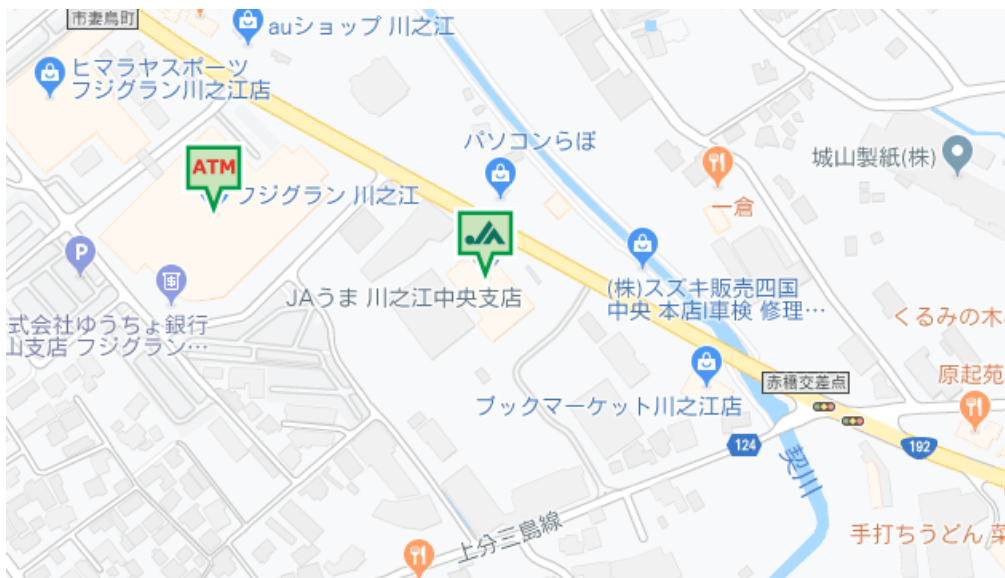 市妻鳥町
auショップ 川之江
ヒマラヤスポーツ
フジグラン川之江店
パソコンらぼ
城山製紙(株)
ATM
フジグラン 川之江
一倉
P
JA
JAうま 川之江中央支店
(株)スズキ販売四国
中央 本店|車検 修理…
式会社ゆうちょ銀行
山支店 フジグラン…
くるみの木
赤橋交差点
原起苑
ブックマーケット川之江店
124
192
契川
上分三島線
手打ちうどん 菜